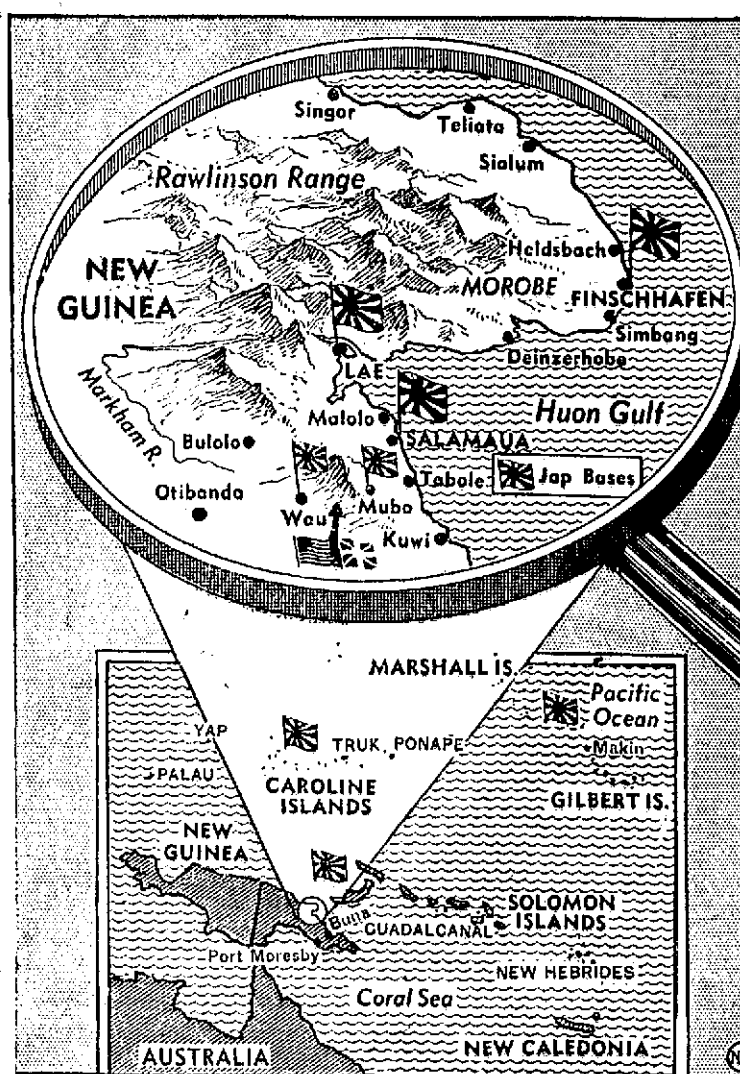 Singor
Teliata
Sialum
Rawlinson Range
Heldsbach
NEW
GUINEA
MOROBE
FINSCHHAFEN
Simbang
Deinzerhohe
LAE
Markham R.
Malolo
Huon Gulf
Bulolo
SALAMAUA
Otibanda
Tabale
Jap Bases
Wau
Mubo
Kuwi
MARSHALL IS.
Pacific
Ocean
YAP
TRUK
PONAPE
Makin
PALAU
CAROLINE
ISLANDS
GILBERT IS.
NEW
GUINEA
SOLOMON
ISLANDS
Buna
GUADALCANAL
Port Moresby
NEW HEBRIDES
Coral Sea
AUSTRALIA
NEW CALEDONIA